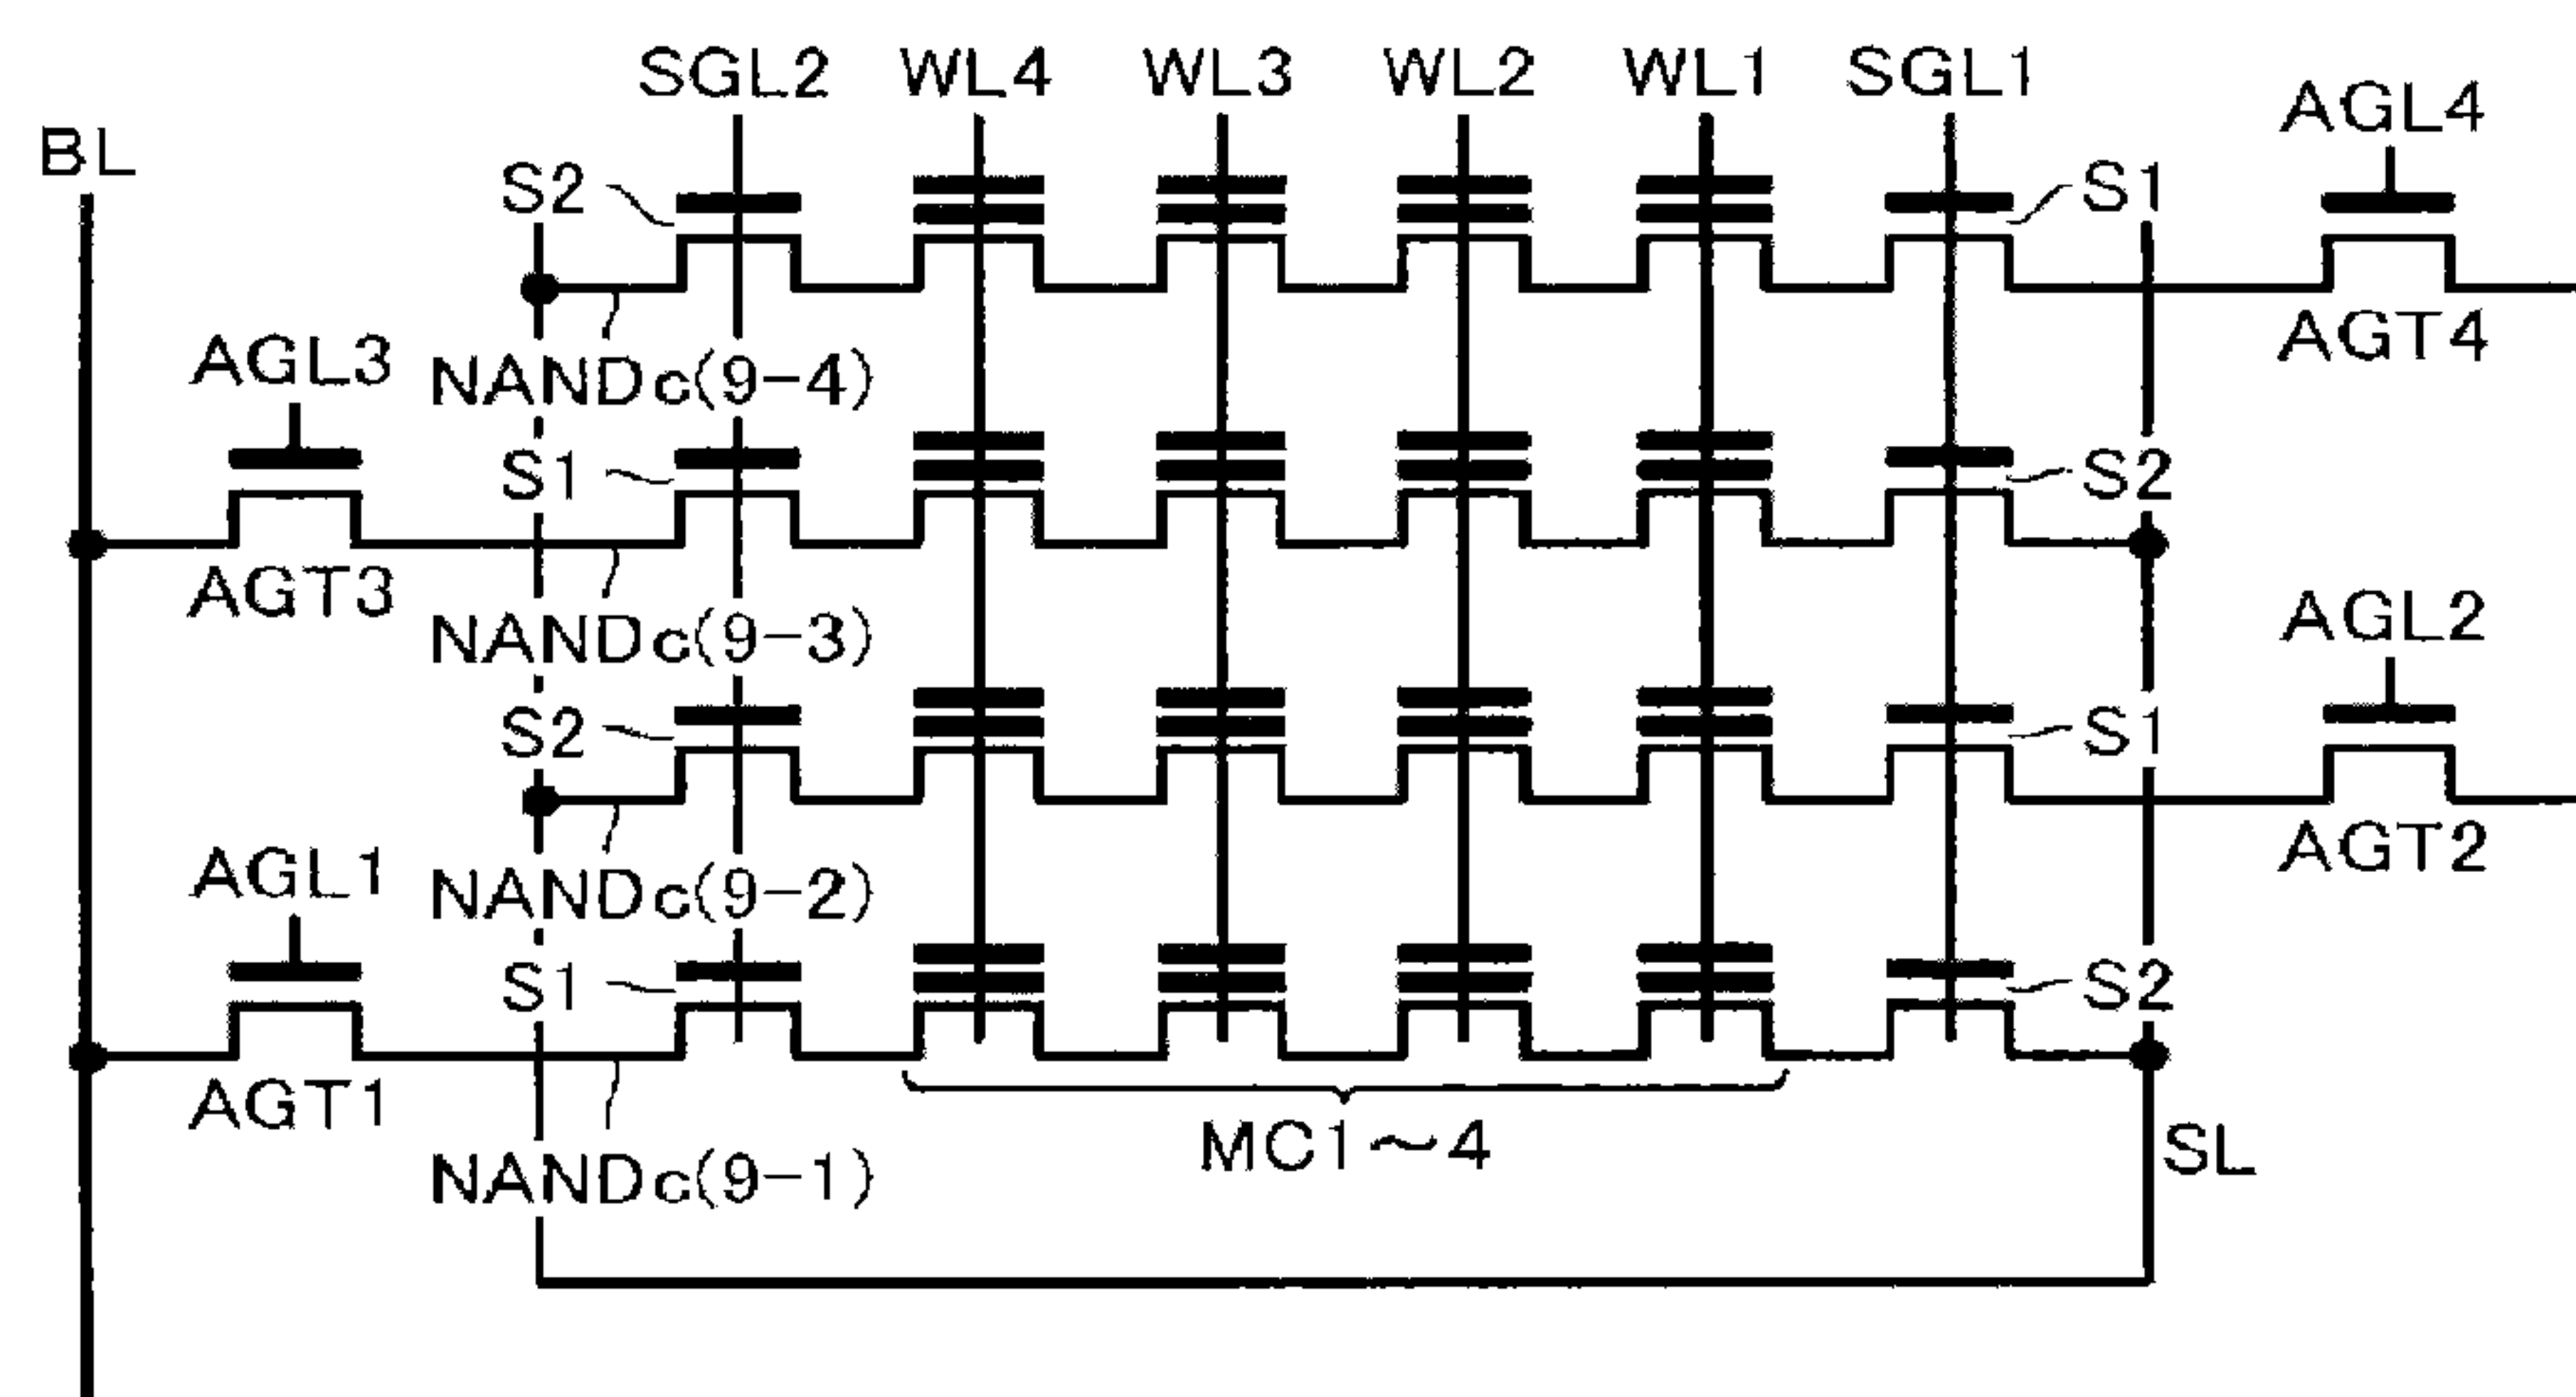 SGL2 WL4 WL3 WL2 WL1 SGL1
AGL4
BL
S2
S1
AGT4
AGL3
NANDc(9-4)
S1
S2
AGT3
NANDc(9-3)
AGL2
S2
S1
AGT2
AGL1
NANDc(9-2)
S1
S2
AGT1
MC1～4
SL
NANDc(9-1)